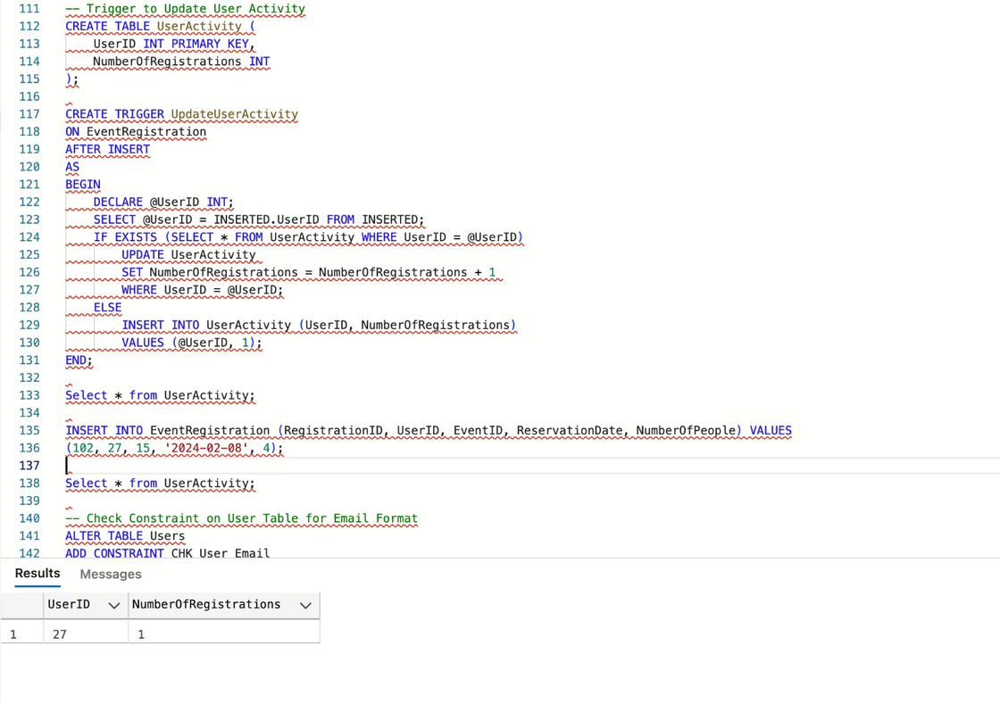 111 -- Trigger to Update User Activity
112 CREATE TABLE UserActivity (
113 UserID INT PRIMARY KEY,
114 NumberOfRegistrations INT
115 );
116
117 CREATE TRIGGER UpdateUserActivity
118 ON EventRegistration
119 AFTER INSERT
120 AS
121 BEGIN
122 DECLARE @UserID INT;
123 SELECT @UserID = INSERTED.UserID FROM INSERTED;
124 IF EXISTS (SELECT * FROM UserActivity WHERE UserID = @UserID)
125 UPDATE UserActivity
126 SET NumberOfRegistrations = NumberOfRegistrations + 1
127 WHERE UserID = @UserID;
128 ELSE
129 INSERT INTO UserActivity (UserID, NumberOfRegistrations)
130 VALUES (@UserID, 1);
131 END;
132
133 Select * from UserActivity;
134
135 INSERT INTO EventRegistration (RegistrationID, UserID, EventID, ReservationDate, NumberOfPeople) VALUES
136 (102, 27, 15, '2024-02-08', 4);
137
138 Select * from UserActivity;
139
140 -- Check Constraint on User Table for Email Format
141 ALTER TABLE Users
142 ADD CONSTRAINT CHK_User_Email
Results Messages
UserID NumberOfRegistrations
1 27 1